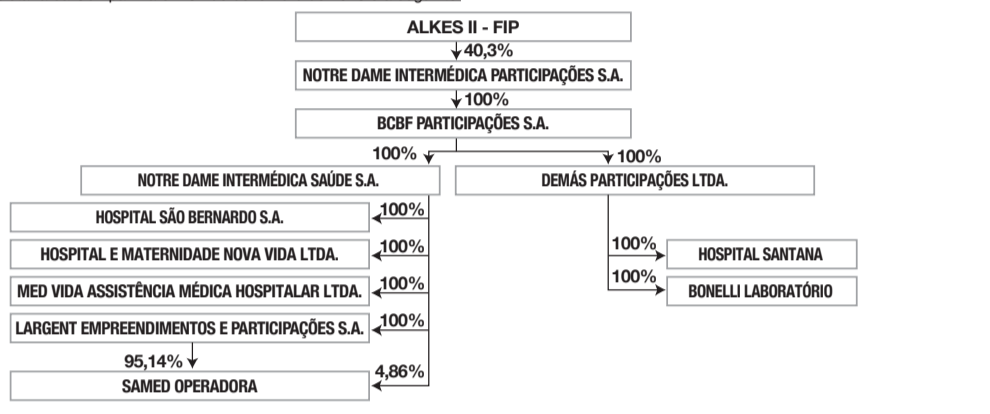 ALKES II - FIP
40,3%
NOTRE DAME INTERMÉDICA PARTICIPAÇÕES S.A.
100%
BCBF PARTICIPAÇÕES S.A.
100%
100%
NOTRE DAME INTERMÉDICA SAÚDE S.A.
DEMÁS PARTICIPAÇÕES LTDA.
HOSPITAL SÃO BERNARDO S.A.
100%
HOSPITAL E MATERNIDADE NOVA VIDA LTDA.
100%
100%
HOSPITAL SANTANA
MED VIDA ASSISTÊNCIA MÉDICA HOSPITALAR LTDA.
100%
100%
BONELLI LABORATÓRIO
LARGENT EMPREENDIMENTOS E PARTICIPAÇÕES S.A.
100%
95,14%
4,86%
SAMED OPERADORA